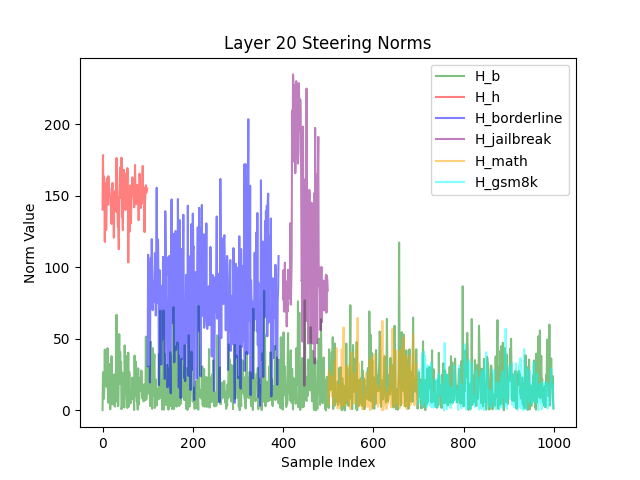 Layer 20 Steering Norms
H_b
H_h
H_borderline
H_jailbreak
H_math
H_gsm8k
200
150
100
50
0
Norm Value
0
200
400
600
800
1000
Sample Index